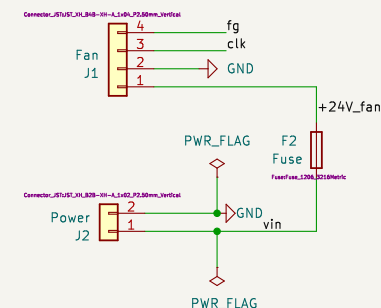 Connector_JST:JST_XH_B4B-XH-A_1x04_P2.50mm_Vertical
4
fg
3
clk
Fan
J1
2
GND
1
+24V_fan
PWR_FLAG
F2
Fuse
Fuse:Fuse_1206_3216Metric
Connector_JST:JST_XH_B2B-XH-A_1x02_P2.50mm_Vertical
Power
J2
2
GND
1
vin
PWR_FLAG